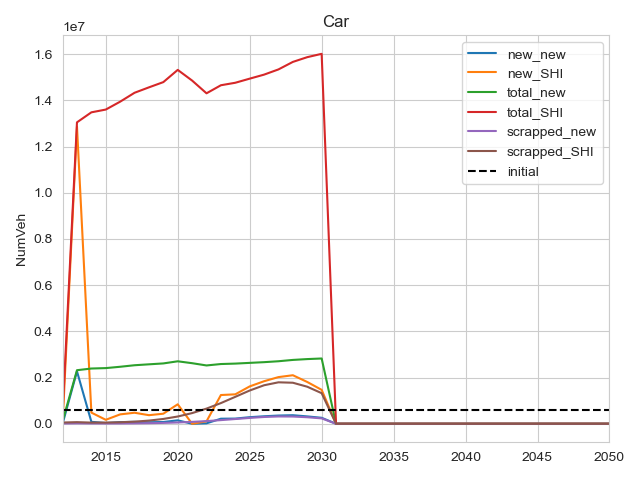 Car
1e7
1.6
1.4
1.2
1.0
0.8
0.6
0.4
0.2
0.0
NumVeh
new_new
new_SHI
total_new
total_SHI
scrapped_new
scrapped_SHI
initial
2015 2020 2025 2030 2035 2040 2045 2050